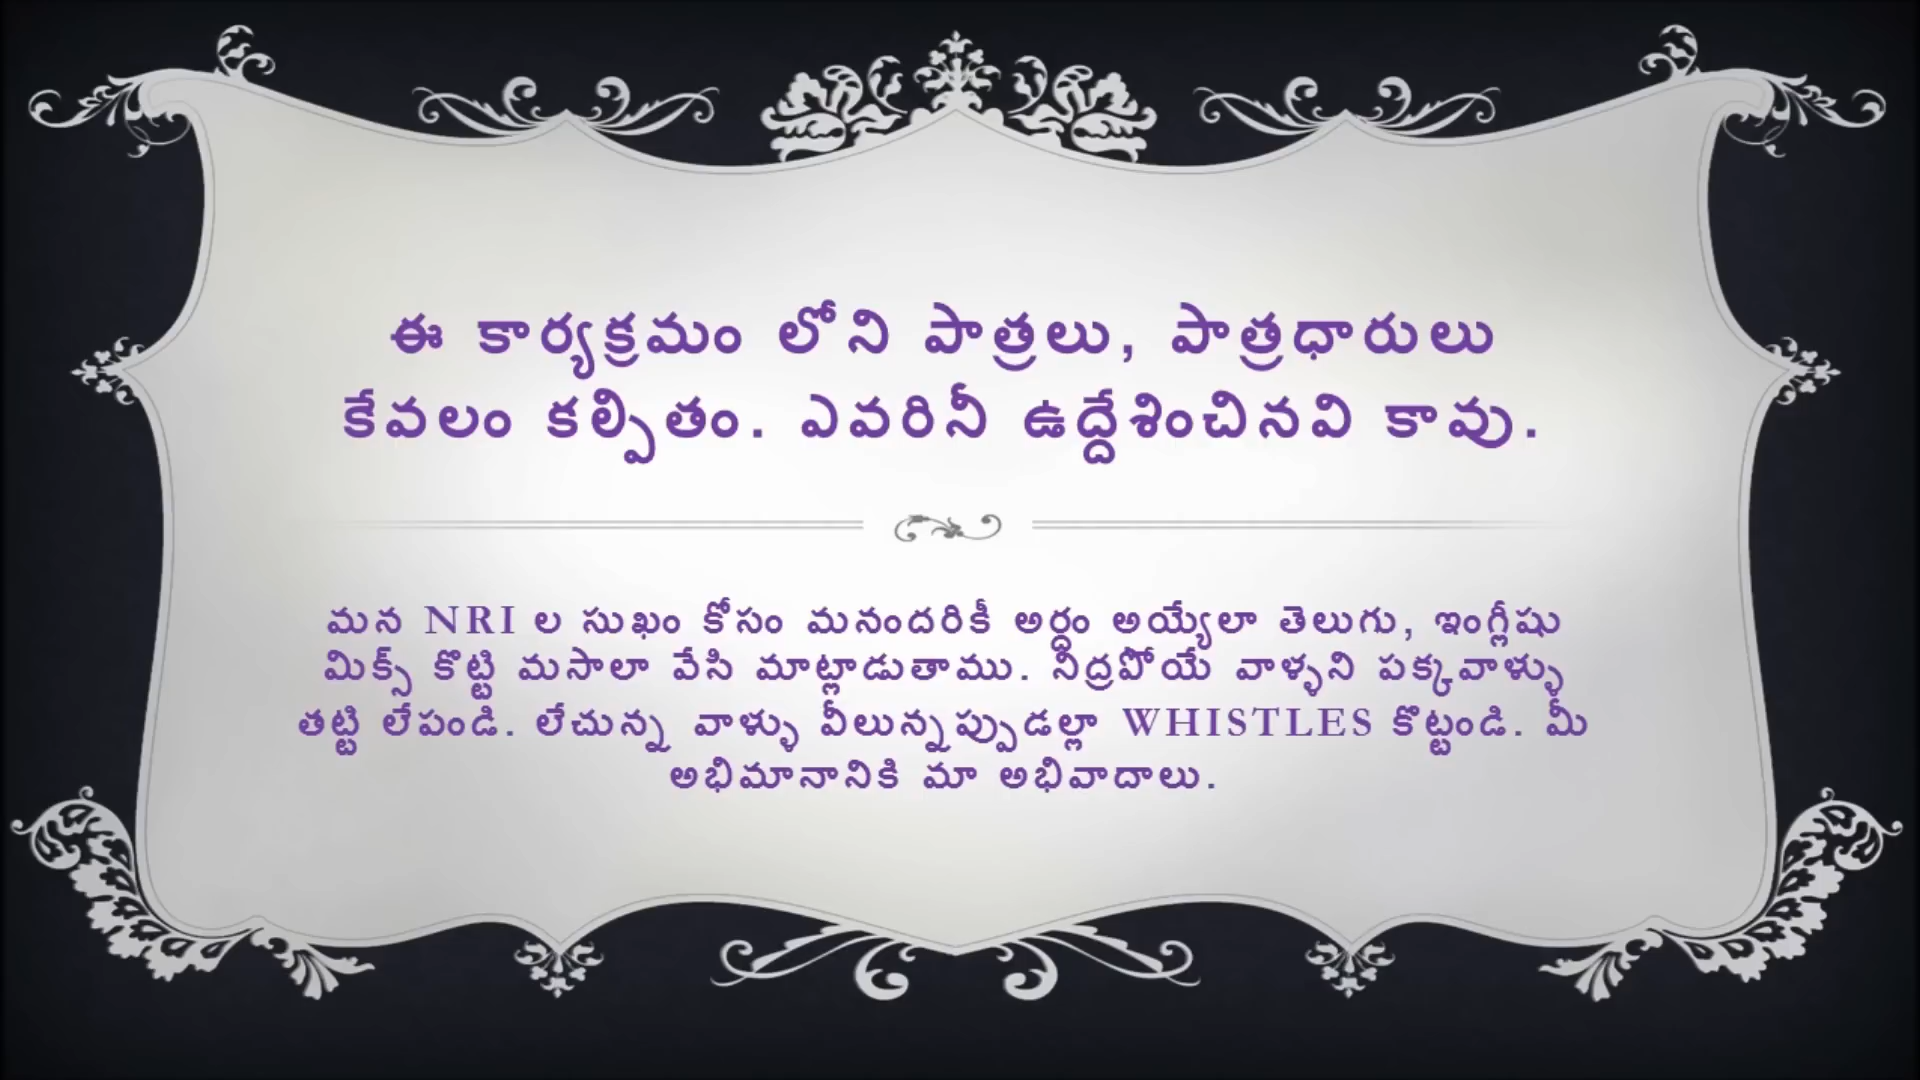 ఈ కార్యక్రమం లోని పాత్రలు, పాత్రధారులు
కేవలం కల్పితం. ఎవరినీ ఉద్దేశించినవి కావు.
మన NRI ల సుఖం కోసం మనందరికీ అర్ధం అయ్యేలా తెలుగు, ఇంగ్లీషు
మిక్స్ కొట్టి మసాలా వేసి మాట్లాడుతాము. నిద్రపోయే వాళ్ళని పక్కవాళ్ళు
తట్టి లేపండి. లేచున్న వాళ్ళు వీలున్నప్పుడల్లా WHISTLES కొట్టండి. మీ
అభిమానానికి మా అభివాదాలు.